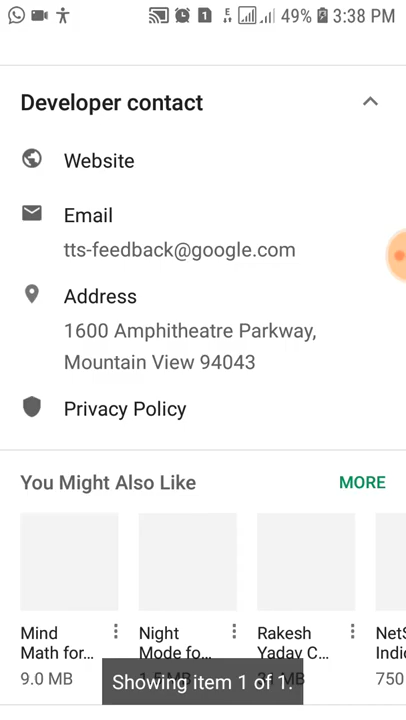 49% 3:38 PM
Developer contact
Website
Email
tts-feedback@google.com
Address
1600 Amphitheatre Parkway,
Mountain View 94043
Privacy Policy
You Might Also Like MORE
Mind Night Rakesh NetS
Math for... Mode fo... Yadav C... Indic
9.0 MB 750
Showing item 1 of 1.